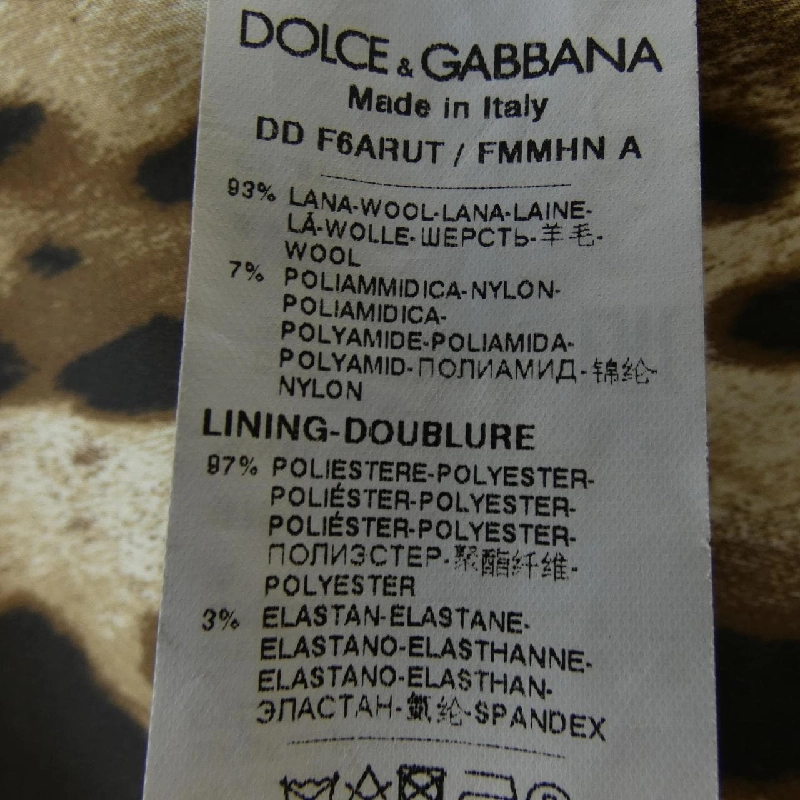 DOLCE & GABBANA
Made in Italy
DD F6ARUT / FMMHN A
93% LANA-WOOL-LANA-LAINE-
LÃ-WOLLE-ШЕРСТЬ-羊毛-
WOOL
7% POLIAMMIDICA-NYLON-
POLIAMIDICA-
POLYAMIDE-POLIAMIDA-
POLYAMID-ПОЛИАМИД-锦纶-
NYLON
LINING-DOUBLURE
97% POLIESTERE-POLYESTER-
POLIÉSTER-POLYESTER-
POLIÉSTER-POLYESTER-
ПОЛИЭСТЕР-聚酯纤维-
POLYESTER
3% ELASTAN-ELASTANE-
ELASTANO-ELASTHANNE-
ELASTANO-ELASTHAN-
ЭЛАСТАН-氨纶-SPANDEX